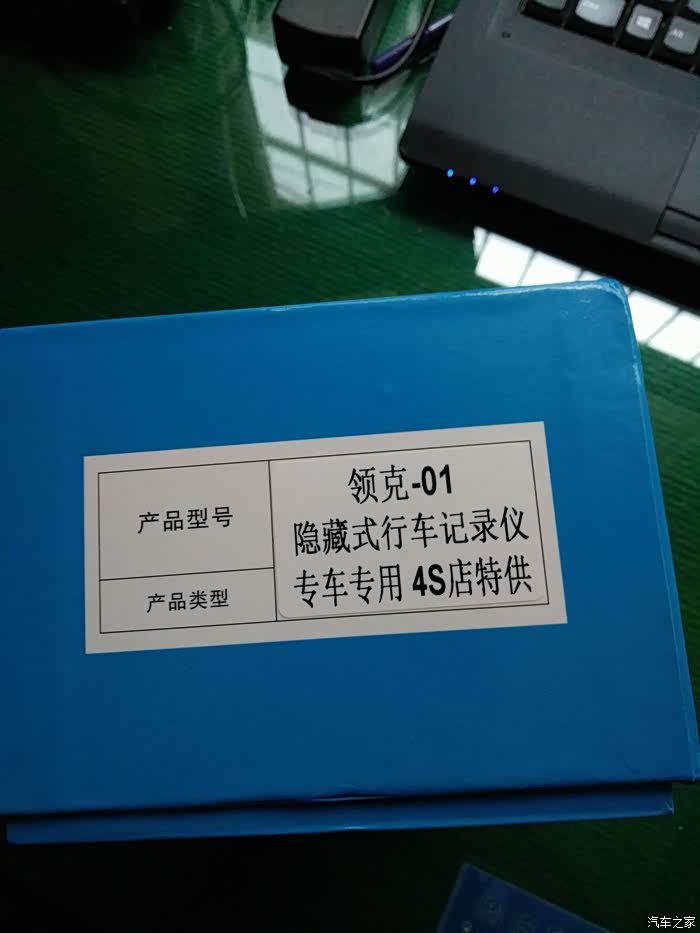 产品型号
领克-01
隐藏式行车记录仪
产品类型
专车专用 4S店特供
汽车之家